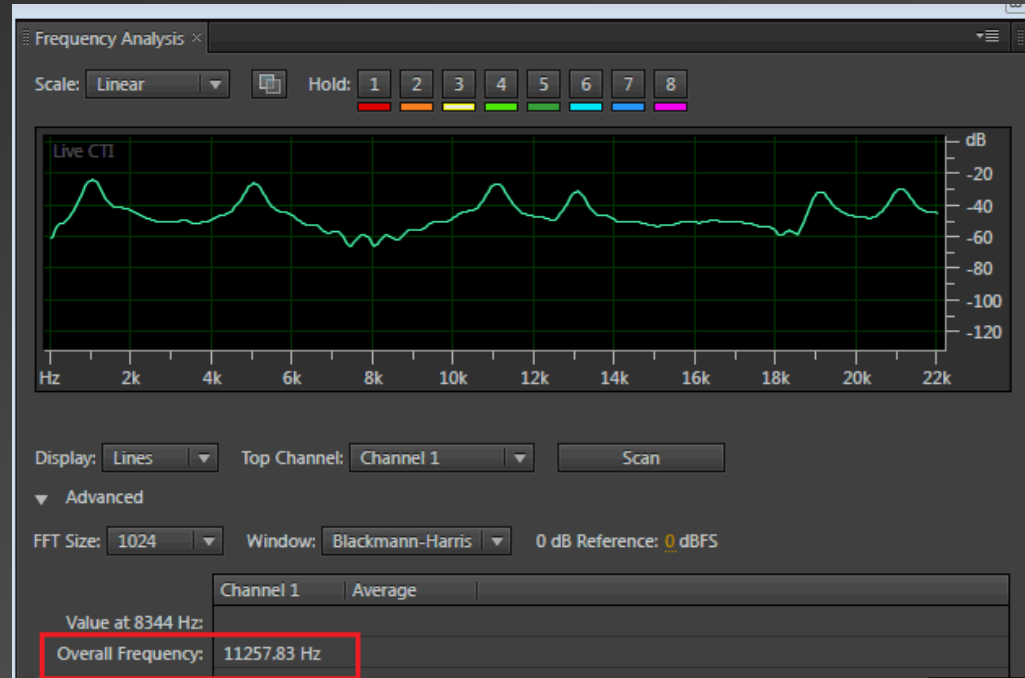 Frequency Analysis ×
Scale: Linear Hold: 1 2 3 4 5 6 7 8
Live CTI
dB
-20
-40
-60
-80
-100
-120
Hz 2k 4k 6k 8k 10k 12k 14k 16k 18k 20k 22k
Display: Lines Top Channel: Channel 1 Scan
Advanced
FFT Size: 1024 Window: Blackmann-Harris 0 dB Reference: 0 dBFS
Channel 1 Average
Value at 8344 Hz:
Overall Frequency: 11257.83 Hz